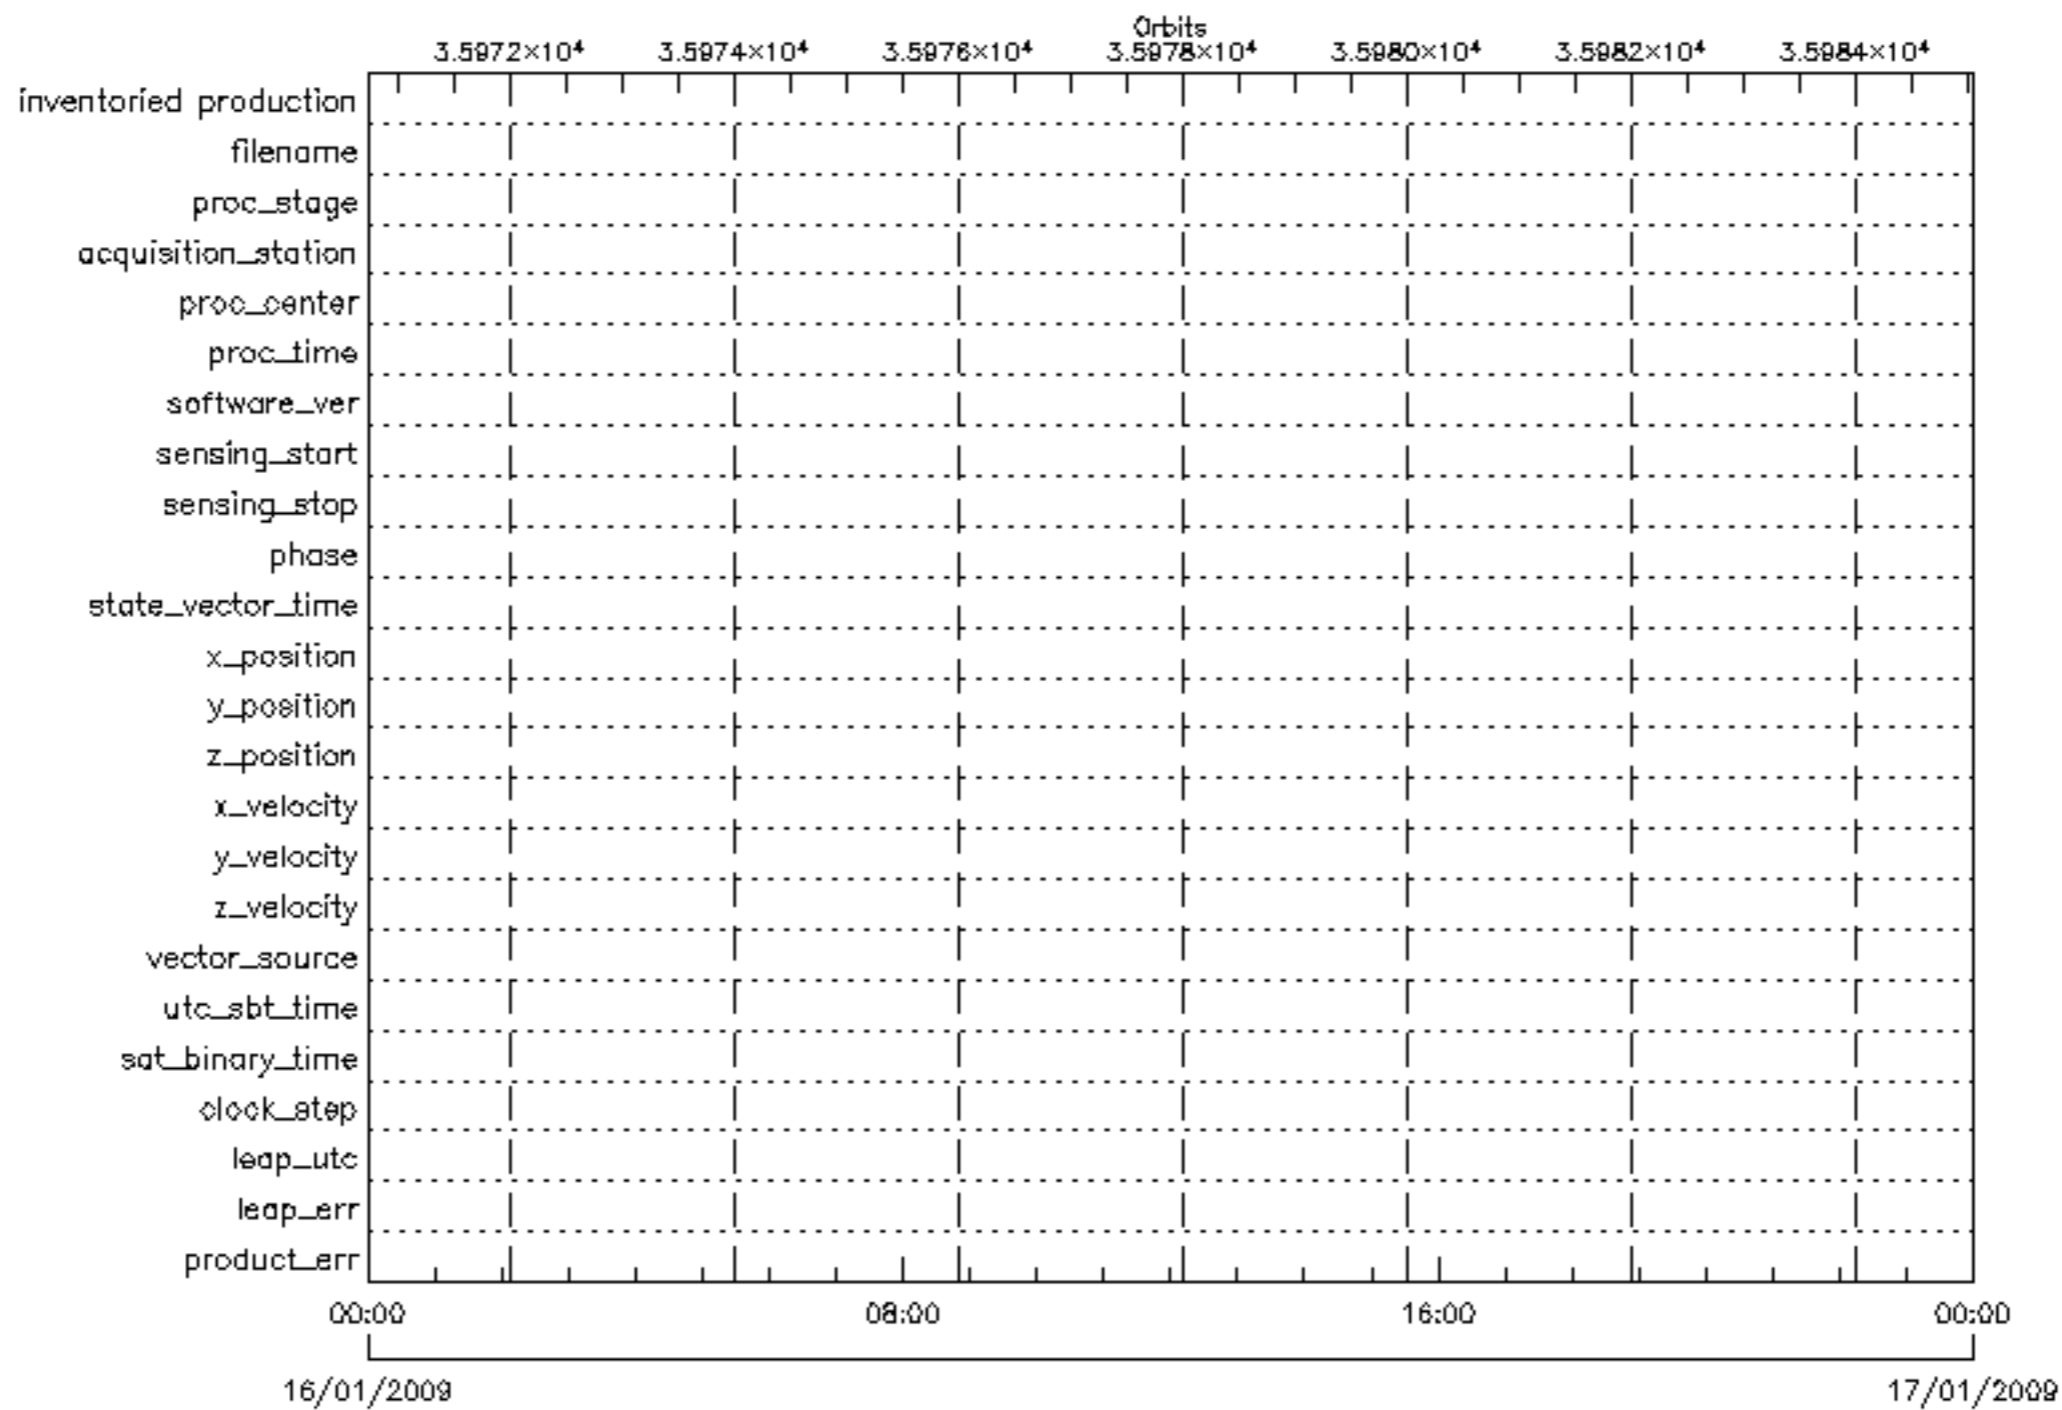 Orbits
3.5972×10⁴ 3.5974×10⁴ 3.5976×10⁴ 3.5978×10⁴ 3.5980×10⁴ 3.5982×10⁴ 3.5984×10⁴
inventoried production
filename
proc_stage
acquisition_station
proc_center
proc_time
software_ver
sensing_start
sensing_stop
phase
state_vector_time
x_position
y_position
z_position
x_velocity
y_velocity
z_velocity
vector_source
utc_sbt_time
sat_binary_time
clock_step
leap_utc
leap_err
product_err
00:00 08:00 16:00 00:00
16/01/2009 17/01/2009